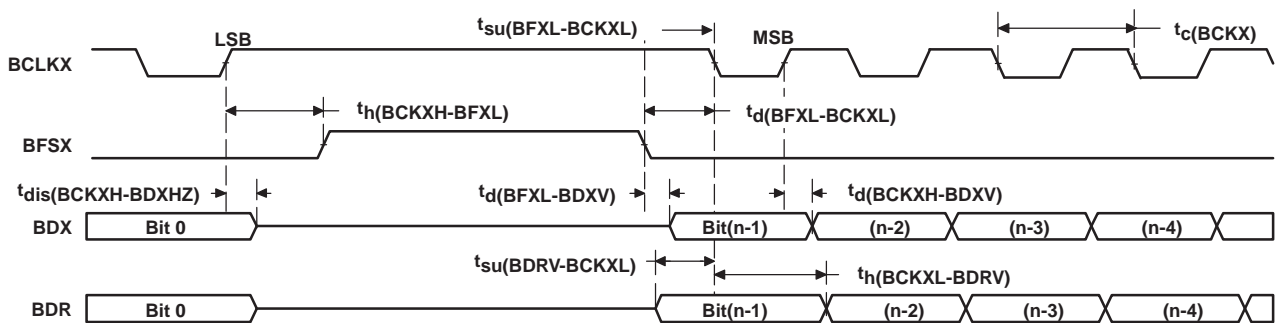 LSB
tsu(BFXL-BCKXL)
MSB
tc(BCKX)
BCLKX
th(BCKXH-BFXL)
td(BFXL-BCKXL)
BFSX
tdis(BCKXH-BDXHZ)
td(BFXL-BDXV)
td(BCKXH-BDXV)
BDX Bit 0 Bit(n-1) (n-2) (n-3) (n-4)
tsu(BDRV-BCKXL)
th(BCKXL-BDRV)
BDR Bit 0 Bit(n-1) (n-2) (n-3) (n-4)